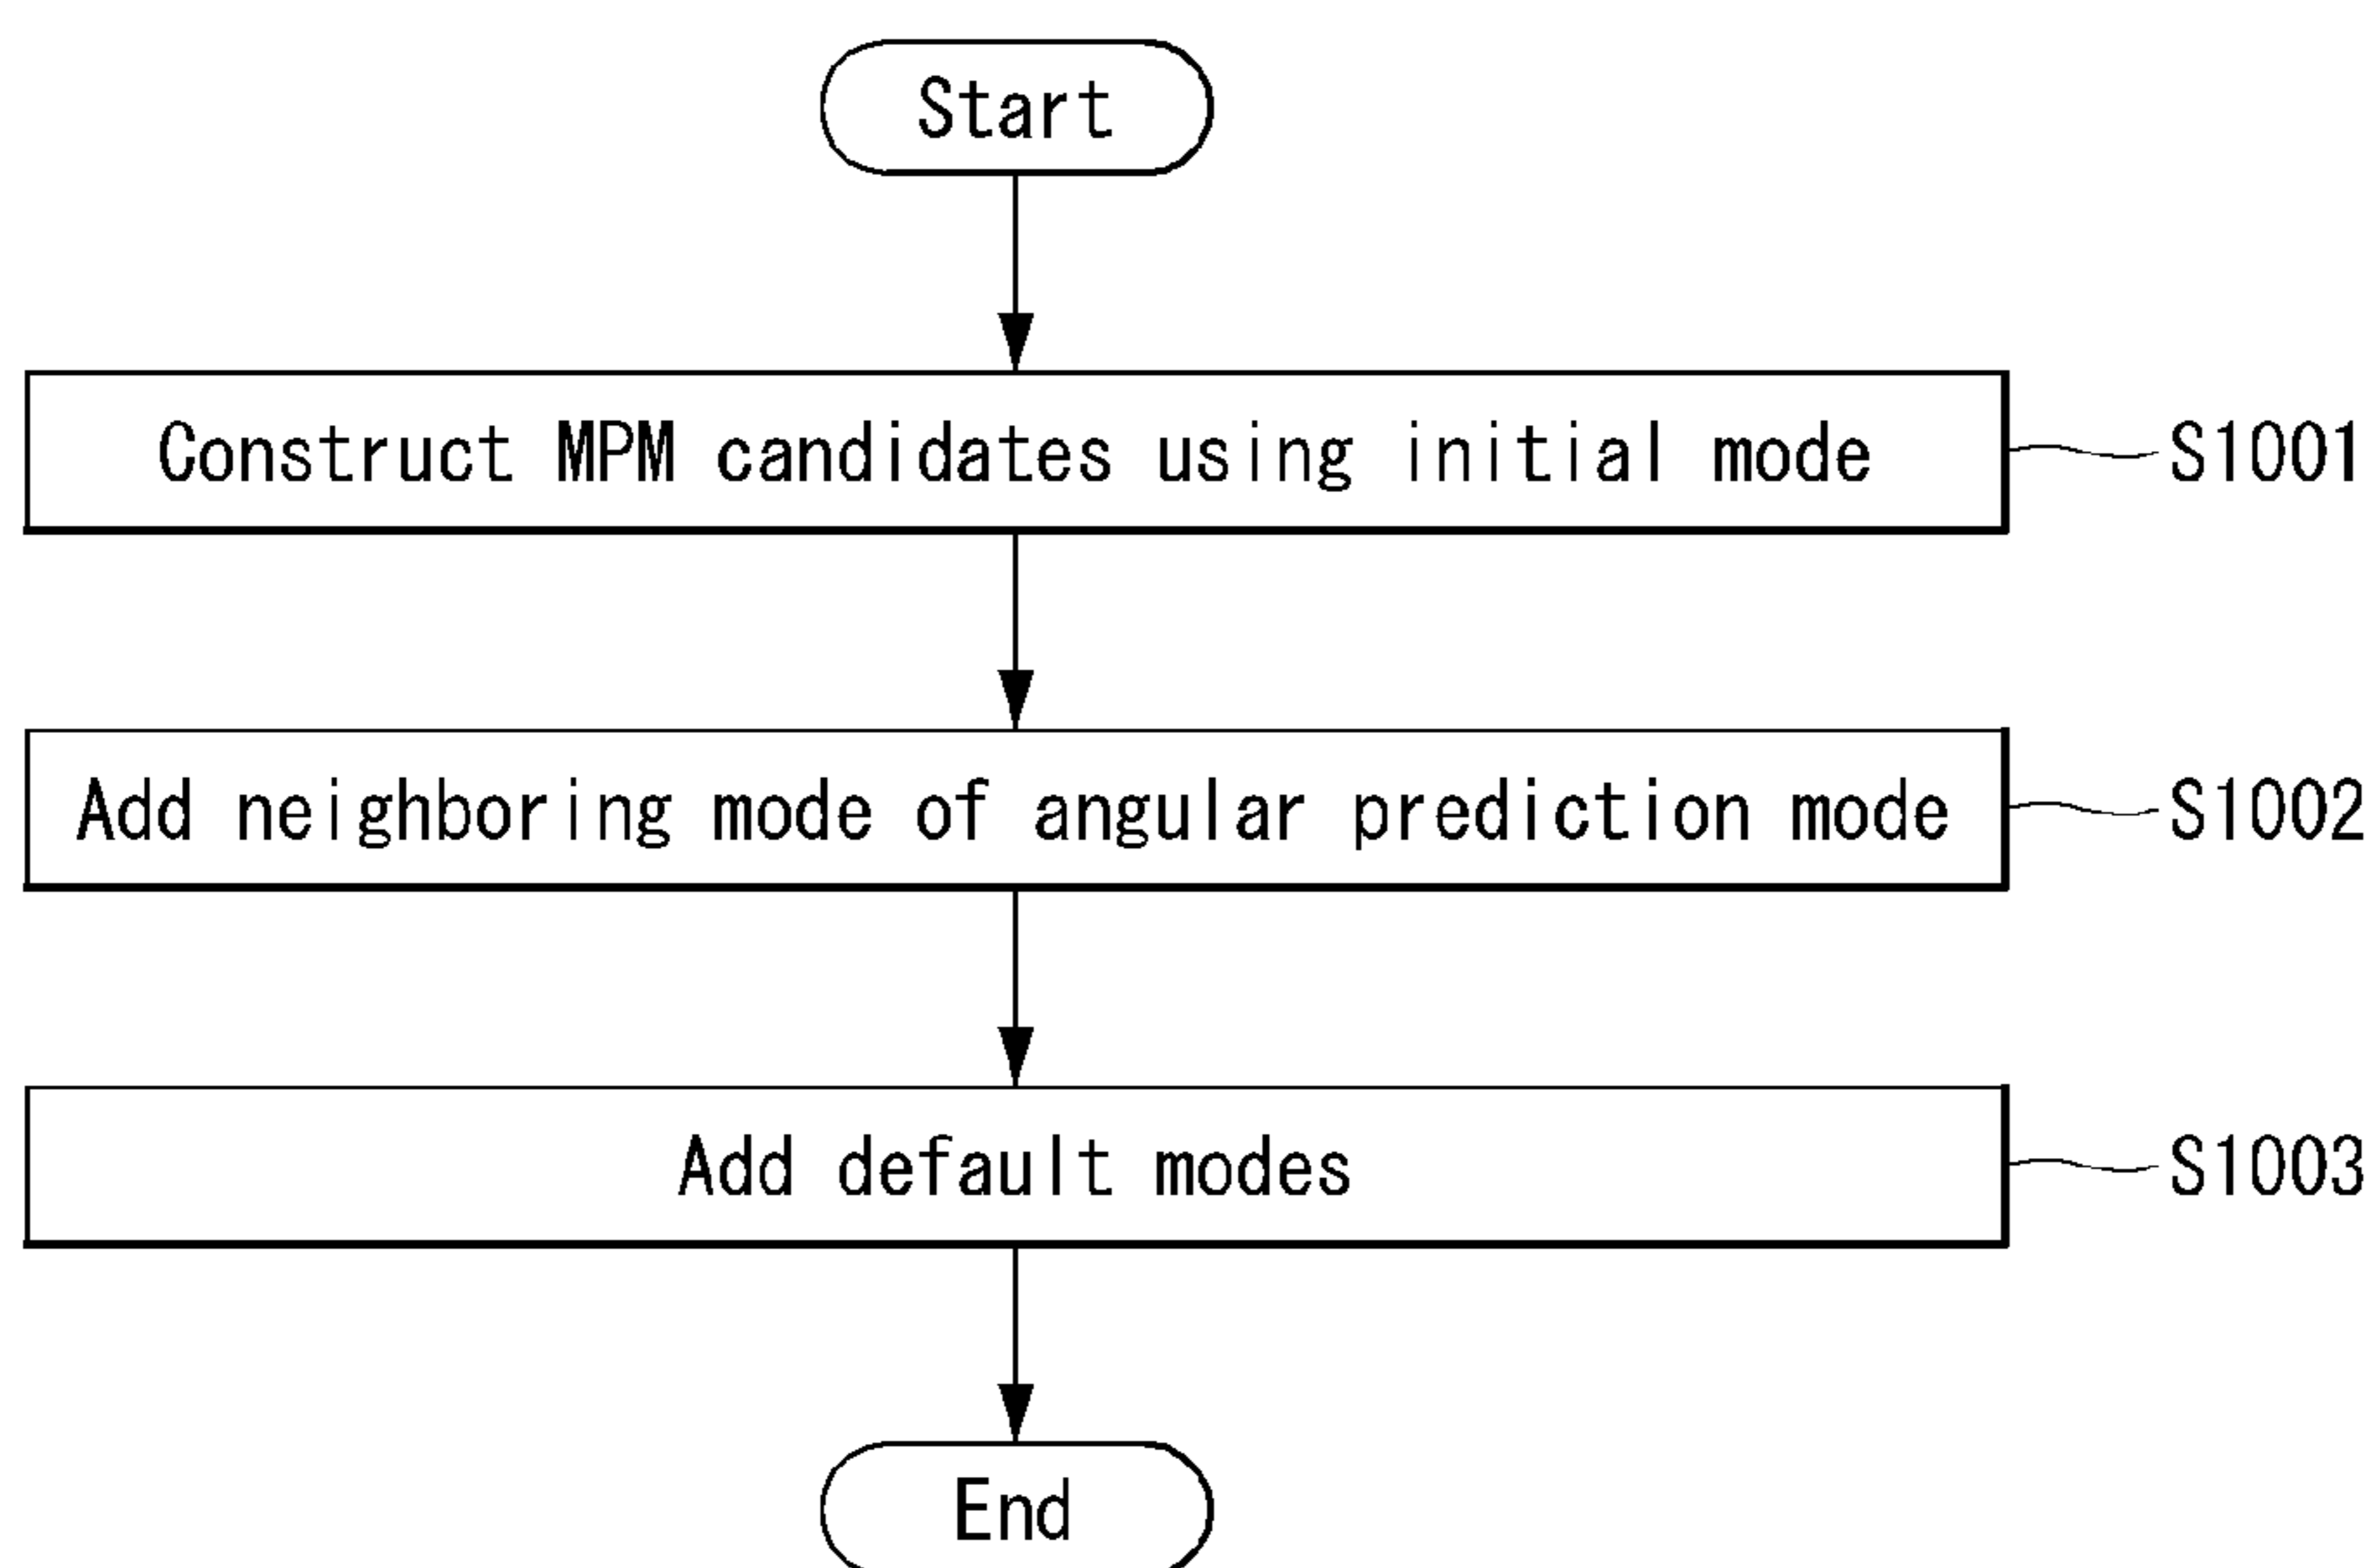 Start
Construct MPM candidates using initial mode S1001
Add neighboring mode of angular prediction mode S1002
Add default modes S1003
End